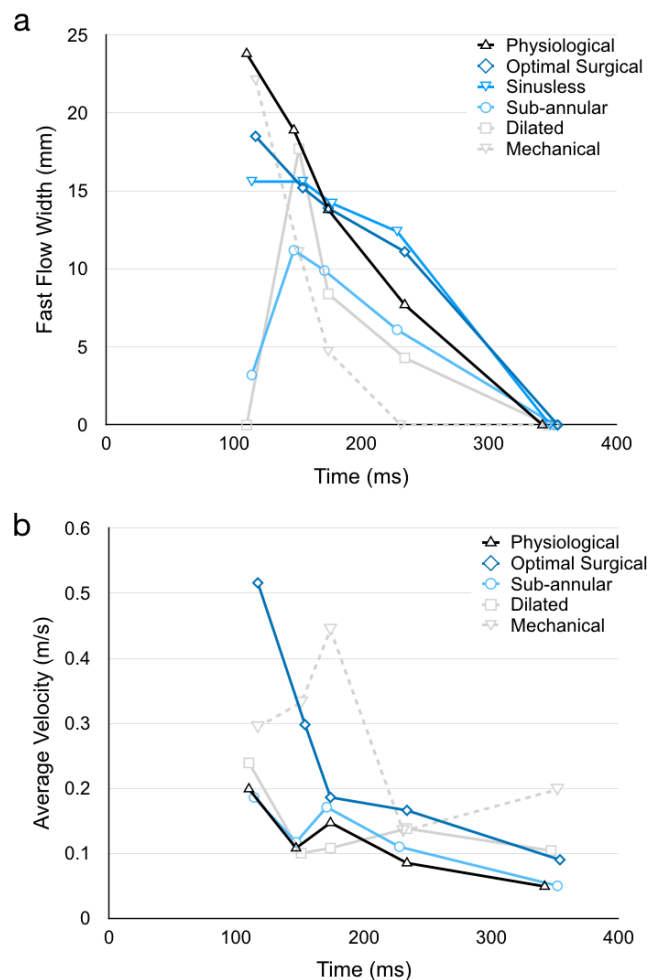 a
25
20
15
10
5
0
Fast Flow Width (mm)
Physiological
Optimal Surgical
Sinusless
Sub-annular
Dilated
Mechanical
0 100 200 300 400
Time (ms)
b
0.6
0.5
0.4
0.3
0.2
0.1
0
Average Velocity (m/s)
Physiological
Optimal Surgical
Sub-annular
Dilated
Mechanical
0 100 200 300 400
Time (ms)